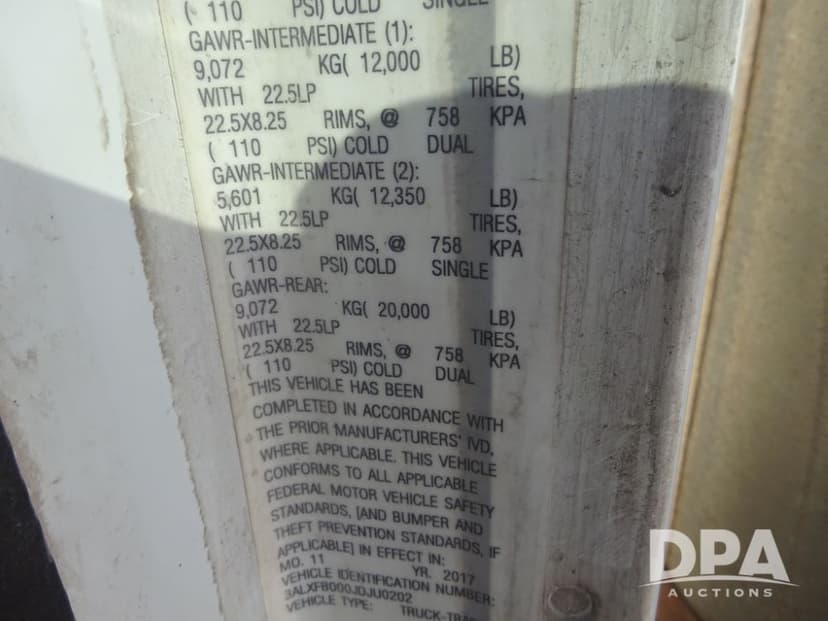 ( 110 PSI) COLD SINGLE
GAWR-INTERMEDIATE (1):
9,072 KG( 12,000 LB)
WITH 22.5LP TIRES,
22.5X8.25 RIMS, @ 758 KPA
( 110 PSI) COLD DUAL
GAWR-INTERMEDIATE (2):
5,601 KG( 12,350 LB)
WITH 22.5LP TIRES,
22.5X8.25 RIMS, @ 758 KPA
( 110 PSI) COLD SINGLE
GAWR-REAR:
9,072 KG( 20,000 LB)
WITH 22.5LP TIRES,
22.5X8.25 RIMS, @ 758 KPA
( 110 PSI) COLD DUAL
THIS VEHICLE HAS BEEN
COMPLETED IN ACCORDANCE WITH
THE PRIOR MANUFACTURERS' IVD,
WHERE APPLICABLE. THIS VEHICLE
CONFORMS TO ALL APPLICABLE
FEDERAL MOTOR VEHICLE SAFETY
STANDARDS, [AND BUMPER AND
THEFT PREVENTION STANDARDS, IF
APPLICABLE] IN EFFECT IN:
MO. 11 YR. 2017
VEHICLE IDENTIFICATION NUMBER:
3ALXFB000JDJU0202
VEHICLE TYPE: TRUCK-TRA
DPA
AUCTIONS